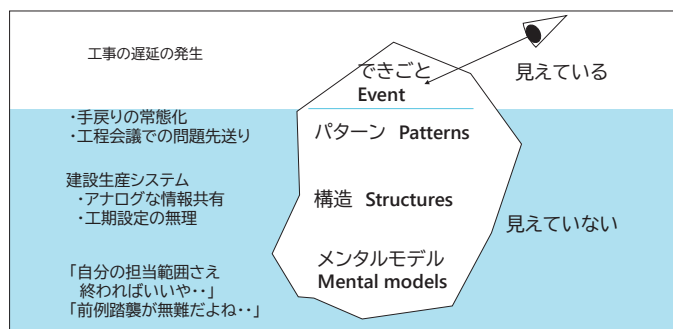 工事の遅延の発生
できごと
Event
見えている
・手戻りの常態化
・工程会議での問題先送り
パターン Patterns
建設生産システム
・アナログな情報共有
・工期設定の無理
構造 Structures
見えていない
メンタルモデル
Mental models
「自分の担当範囲さえ
終わればいいや・・」
「前例踏襲が無難だよね・・」